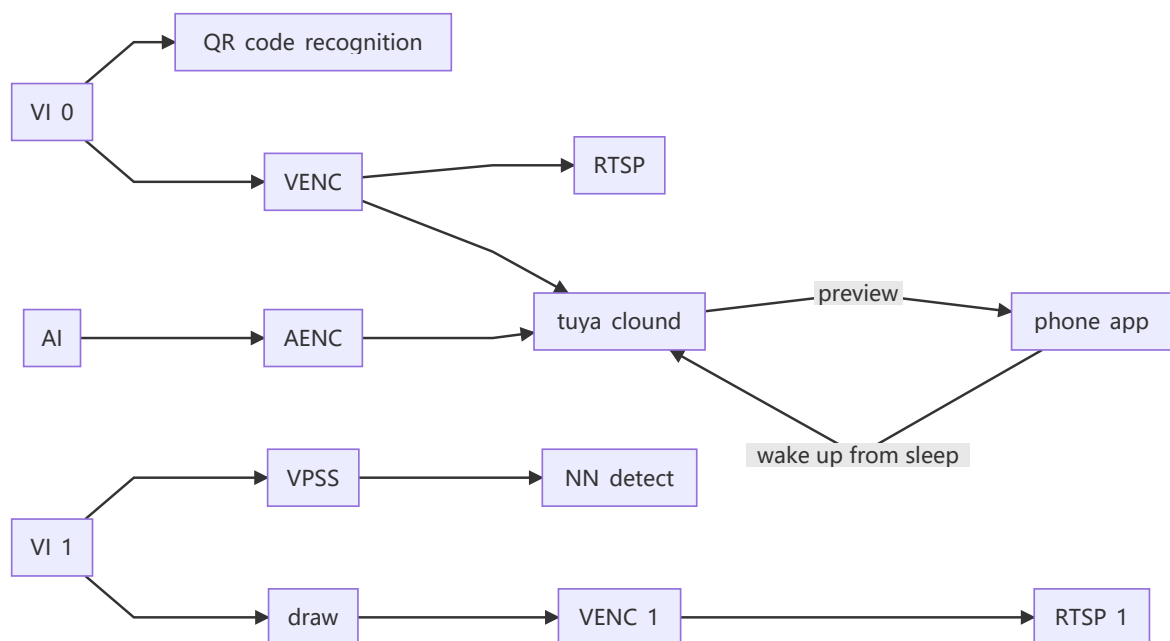 QR code recognition
VI 0
RTSP
VENC
preview
tuya clound
phone app
AI
AENC
wake up from sleep
VPSS
NN detect
VI 1
draw
VENC 1
RTSP 1